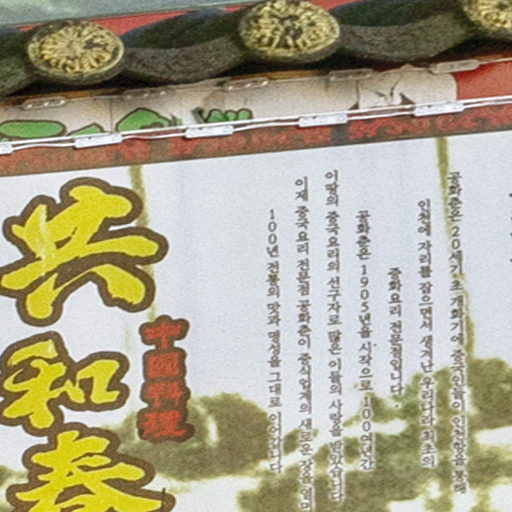 공화춘은 20세기 초 개화기에 중국인들이 인천항을 통해
인천에 자리를 잡으면서 생겨난 우리나라 최초의
중화요리 전문점입니다.
공화춘은 1905년을 시작으로 100여년간
이땅의 중국요리의 선구자로 많은 이들의 사랑을 받았습니다
이제 중국요리 전문점 공화춘이 중식업계의 새로운 장을 열며
100년 전통의 맛과 명성을 그대로
共和春
中國料理